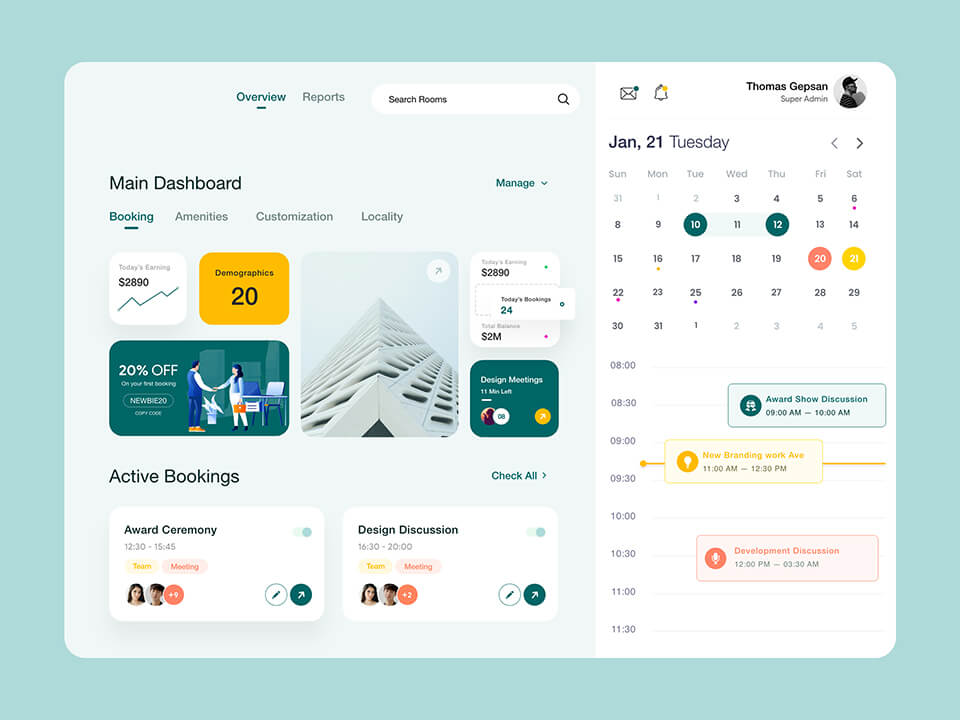 Overview Reports
Search Rooms
Main Dashboard
Manage
Booking Amenities Customization Locality
Today's Earning
$2890
Demographics
20
20% OFF
On your first booking
NEWBIE20
COPY CODE
Today's Earning
$2890
Today's Bookings
24
Total Balance
$2M
Design Meetings
11 Min Left
08
Active Bookings
Check All
Award Ceremony
12:30 - 15:45
Team Meeting
+9
Design Discussion
16:30 - 20:00
Team Meeting
+2
Thomas Gepsan
Super Admin
Jan, 21 Tuesday
Sun Mon Tue Wed Thu Fri Sat
31 1 2 3 4 5 6
8 9 10 11 12 13 14
15 16 17 18 19 20 21
22 23 25 26 27 28 29
30 31 1 2 3 4 5
08:00
08:30
Award Show Discussion
09:00 AM — 10:00 AM
09:00
New Branding work Ave
11:00 AM — 12:30 PM
09:30
10:00
10:30
Development Discussion
12:00 PM — 03:30 AM
11:00
11:30